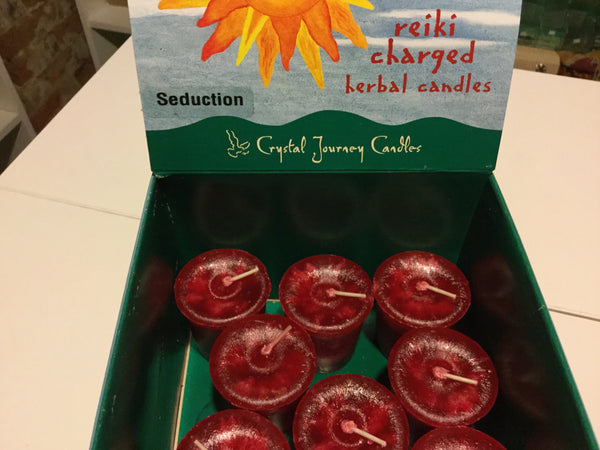 reiki
charged
herbal candles
Seduction
Crystal Journey Candles